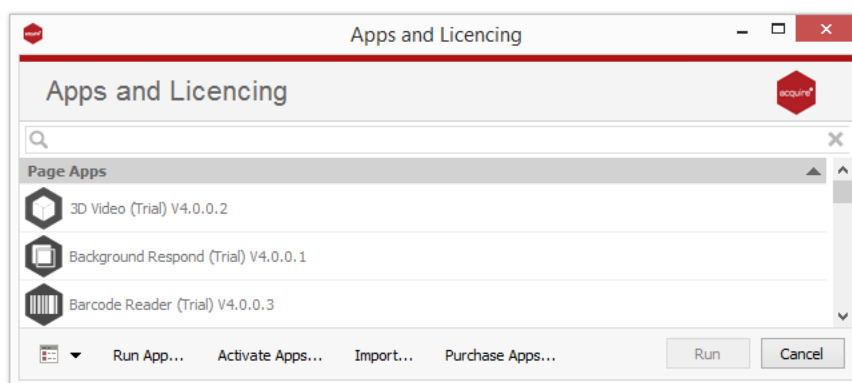 acquire
Apps and Licencing
Apps and Licencing
acquire
Page Apps
3D Video (Trial) V4.0.0.2
Background Respond (Trial) V4.0.0.1
Barcode Reader (Trial) V4.0.0.3
Run App... Activate Apps... Import... Purchase Apps... Run Cancel